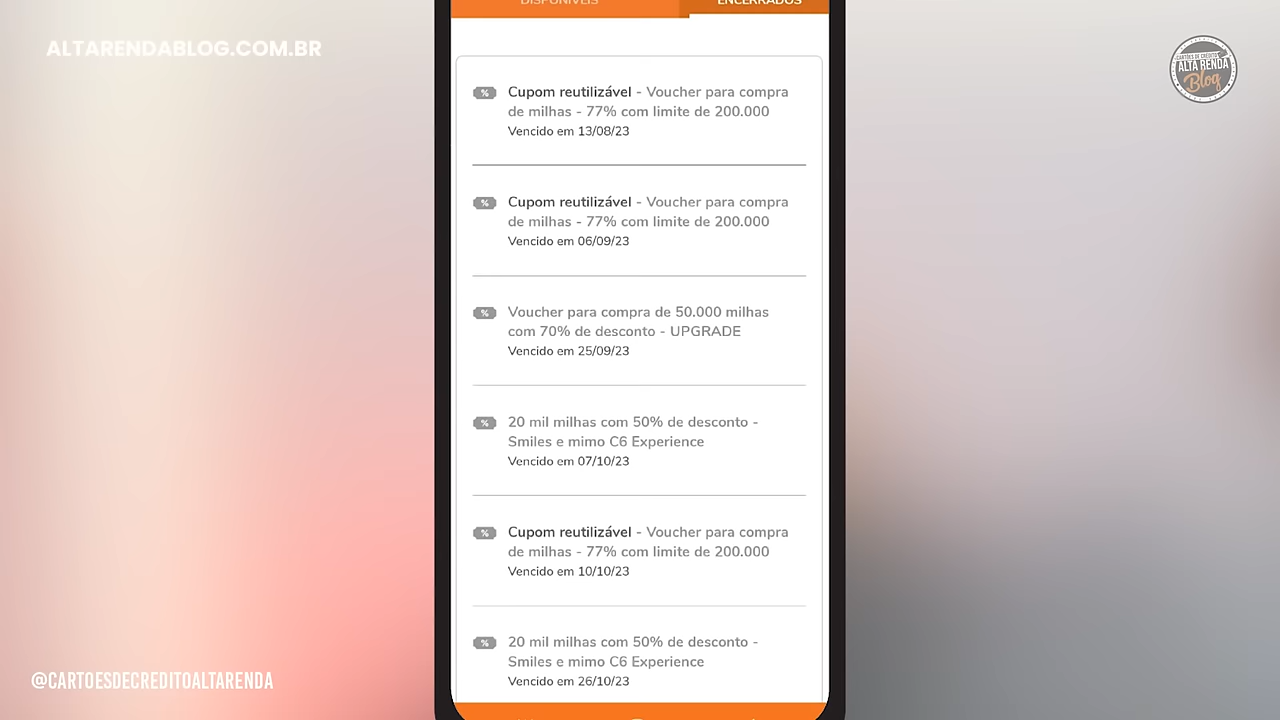 DISPONÍVEIS
ENCERRADOS
ALTARENDABLOG.COM.BR
CARTÕES DE CRÉDITO
ALTA RENDA
Blog
Cupom reutilizável - Voucher para compra
de milhas - 77% com limite de 200.000
Vencido em 13/08/23
Cupom reutilizável - Voucher para compra
de milhas - 77% com limite de 200.000
Vencido em 06/09/23
Voucher para compra de 50.000 milhas
com 70% de desconto - UPGRADE
Vencido em 25/09/23
20 mil milhas com 50% de desconto -
Smiles e mimo C6 Experience
Vencido em 07/10/23
Cupom reutilizável - Voucher para compra
de milhas - 77% com limite de 200.000
Vencido em 10/10/23
20 mil milhas com 50% de desconto -
Smiles e mimo C6 Experience
Vencido em 26/10/23
@CARTOESDECREDITOALTARENDA